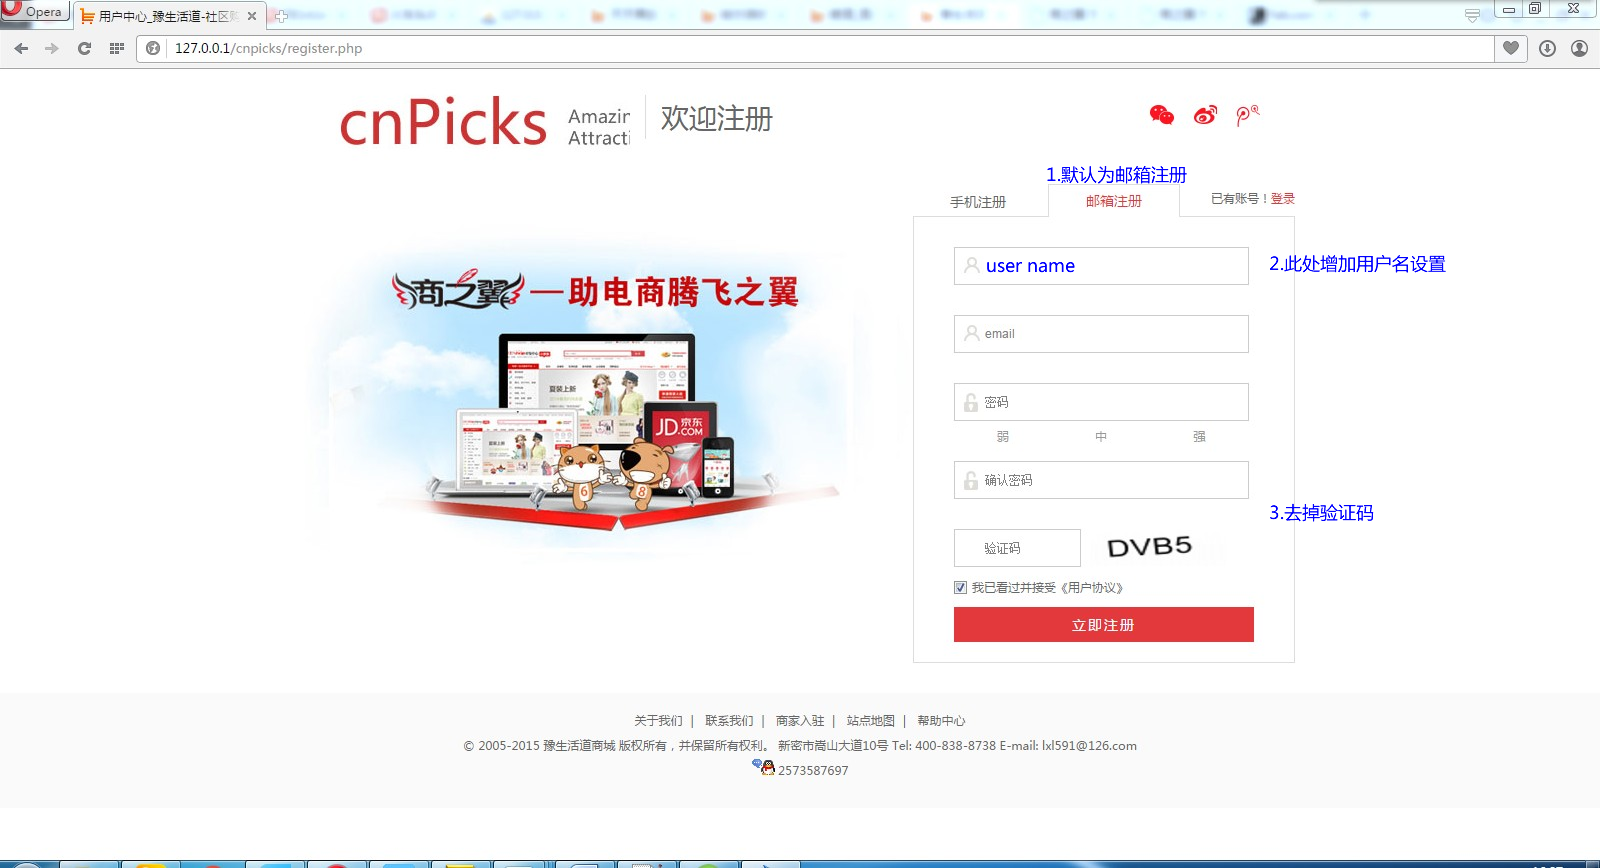 Opera
用户中心_豫生活道-社区购
127.0.0.1/cnpicks/register.php
cnPicks
Amazin
Attracti
欢迎注册
1.默认为邮箱注册
手机注册
邮箱注册
已有账号！登录
user name
2.此处增加用户名设置
商之翼—助电商腾飞之翼
email
夏装上新
JD.京东
.COM
密码
弱 中 强
确认密码
6 8
3.去掉验证码
验证码
DVB5
我已看过并接受《用户协议》
立即注册
关于我们 | 联系我们 | 商家入驻 | 站点地图 | 帮助中心
© 2005-2015 豫生活道商城 版权所有，并保留所有权利。 新密市嵩山大道10号 Tel: 400-838-8738 E-mail: lxl591@126.com
2573587697